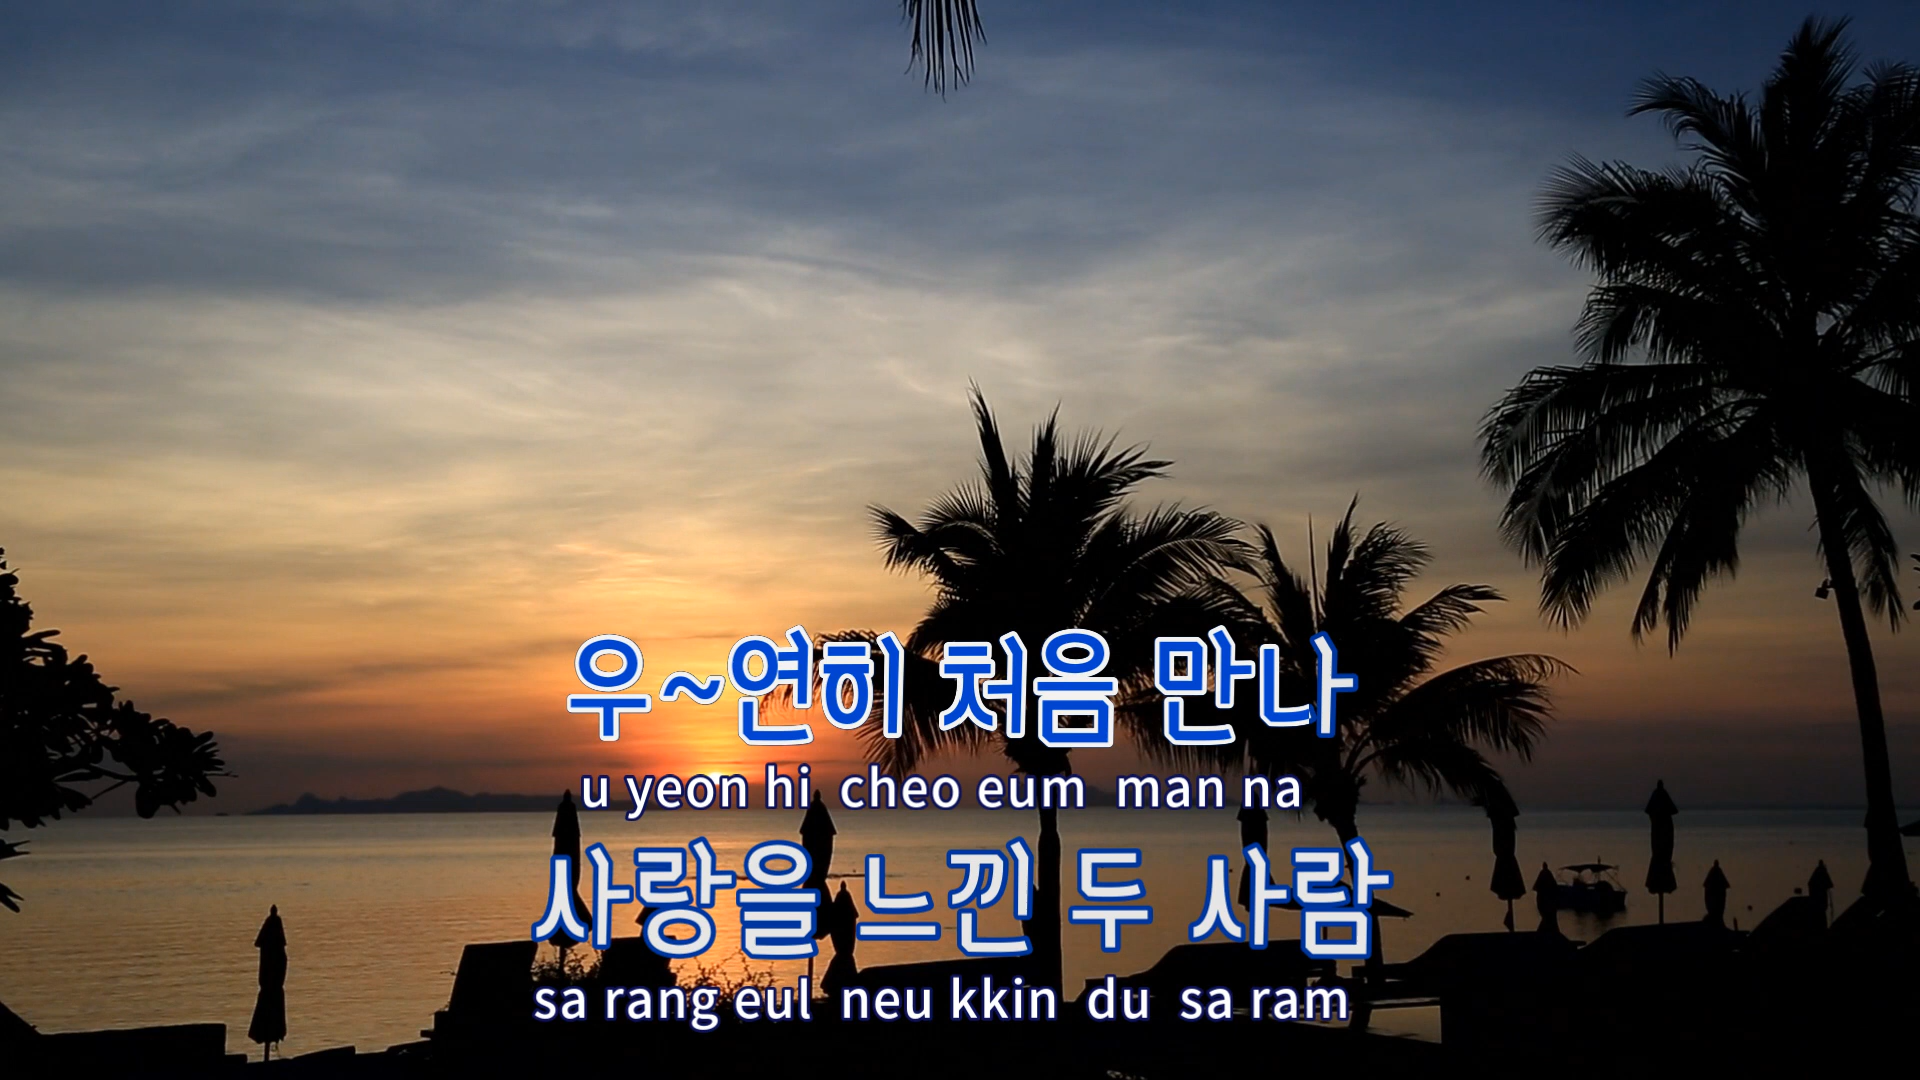 우~연히 처음 만나
u yeon hi cheo eum man na
사랑을 느낀 두 사람
sa rang eul neu kkin du sa ram